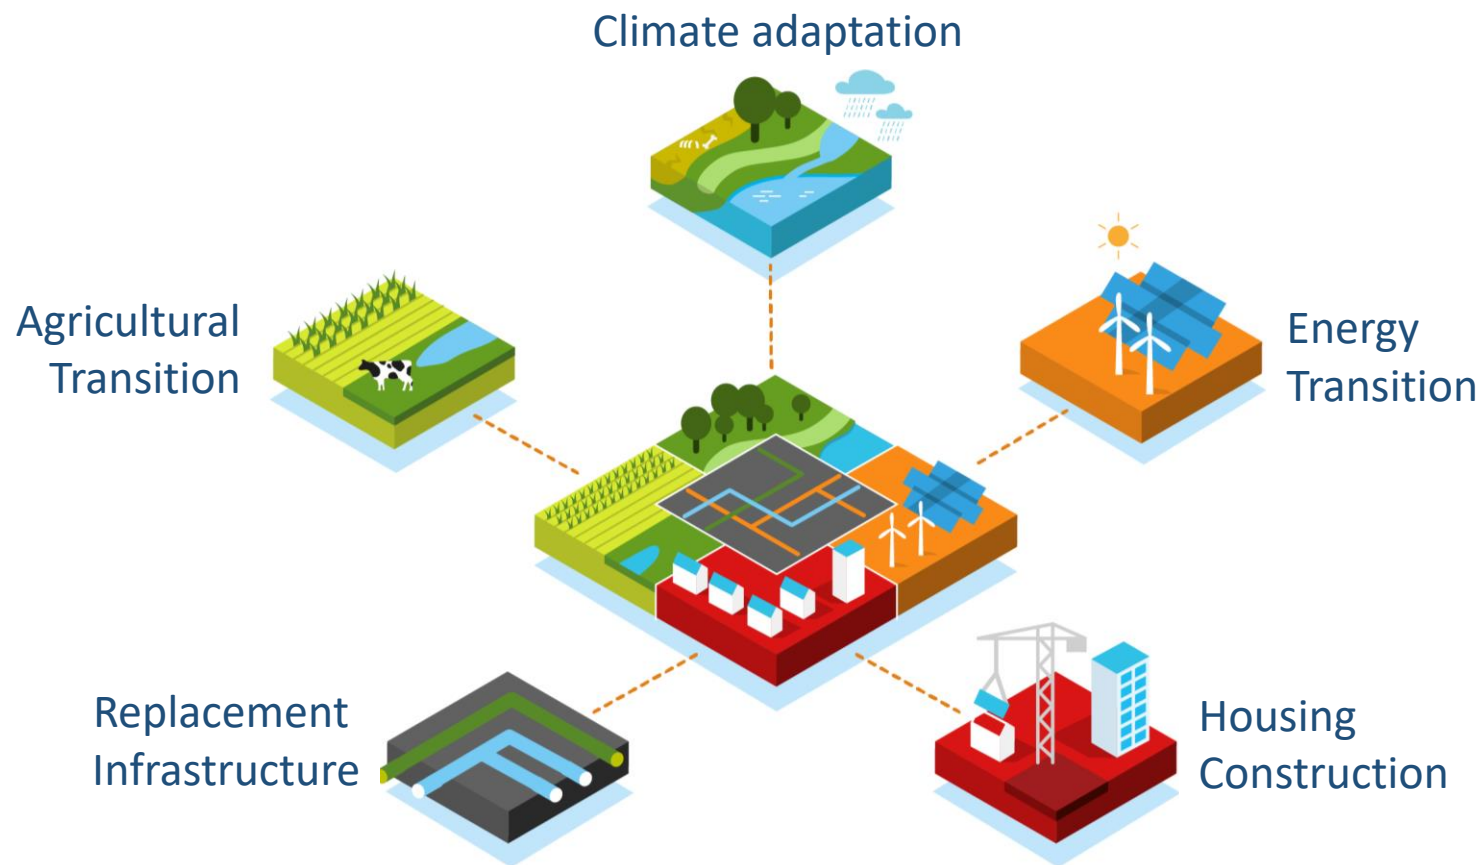 Climate adaptation
Agricultural
Transition
Energy
Transition
Replacement
Infrastructure
Housing
Construction